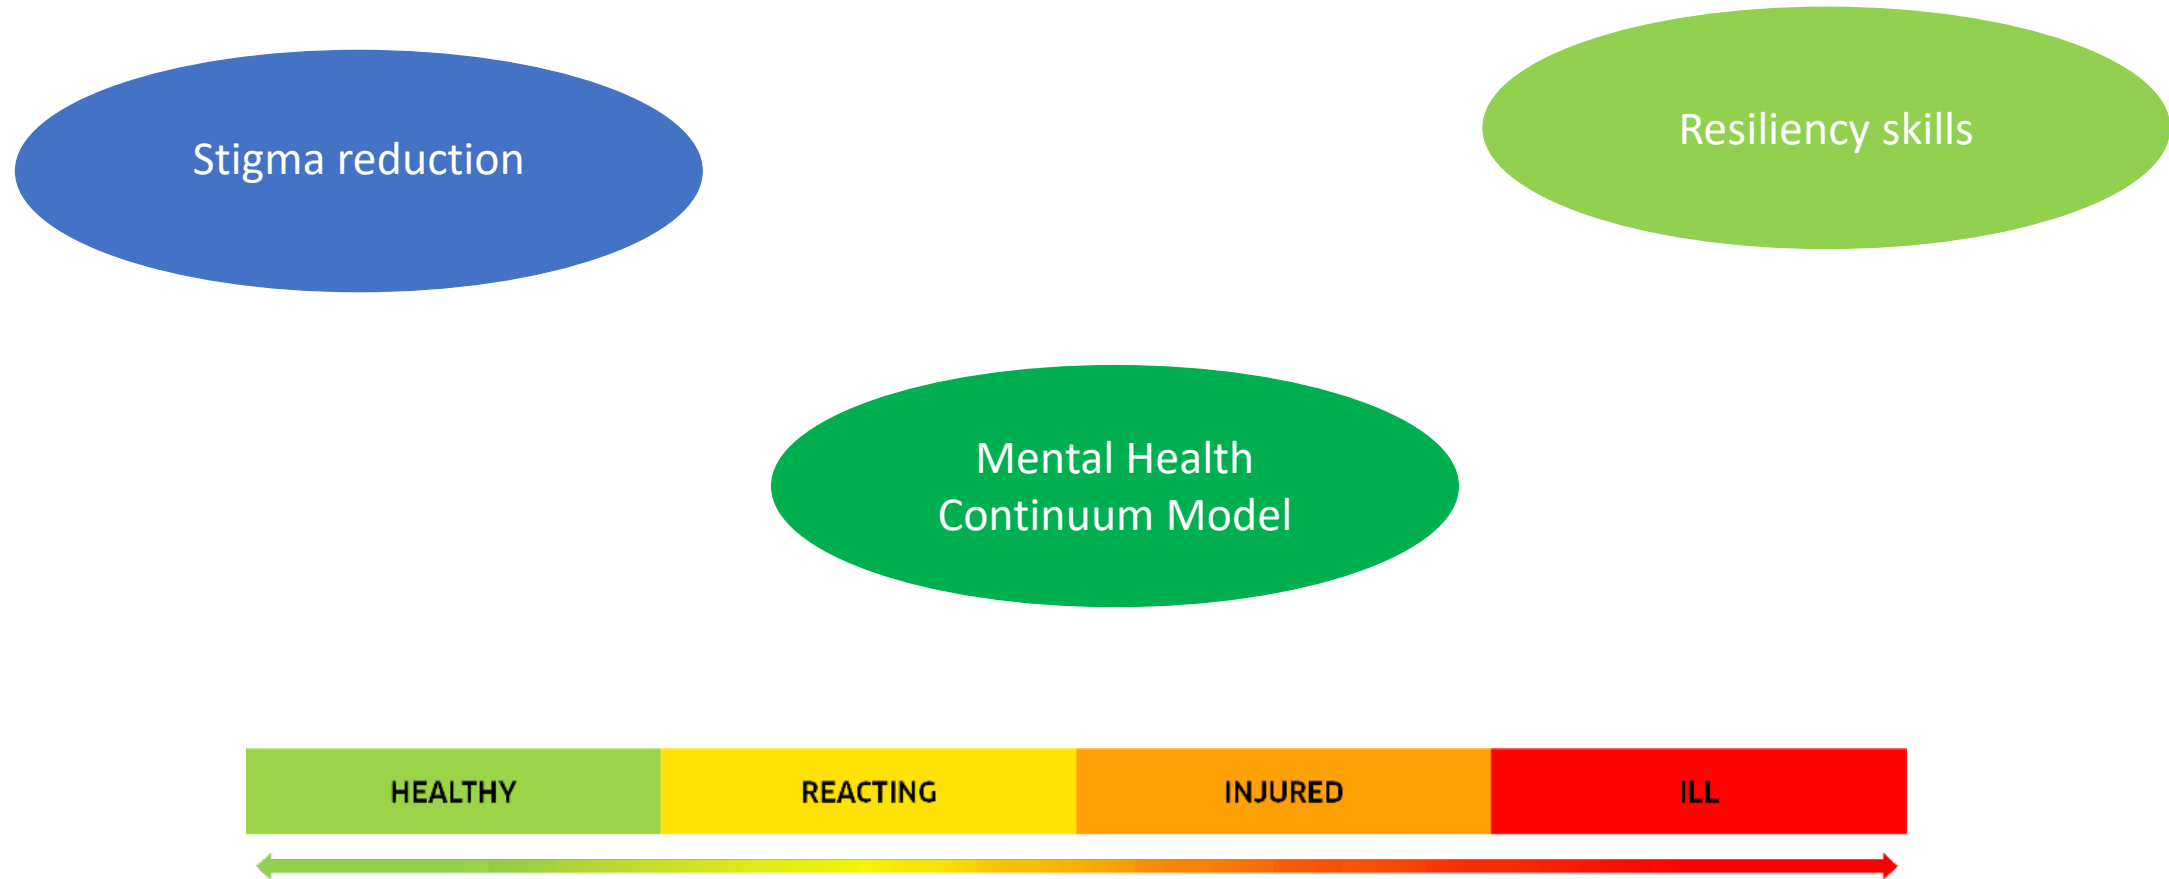 Stigma reduction
Resiliency skills
Mental Health
Continuum Model
HEALTHY
REACTING
INJURED
ILL